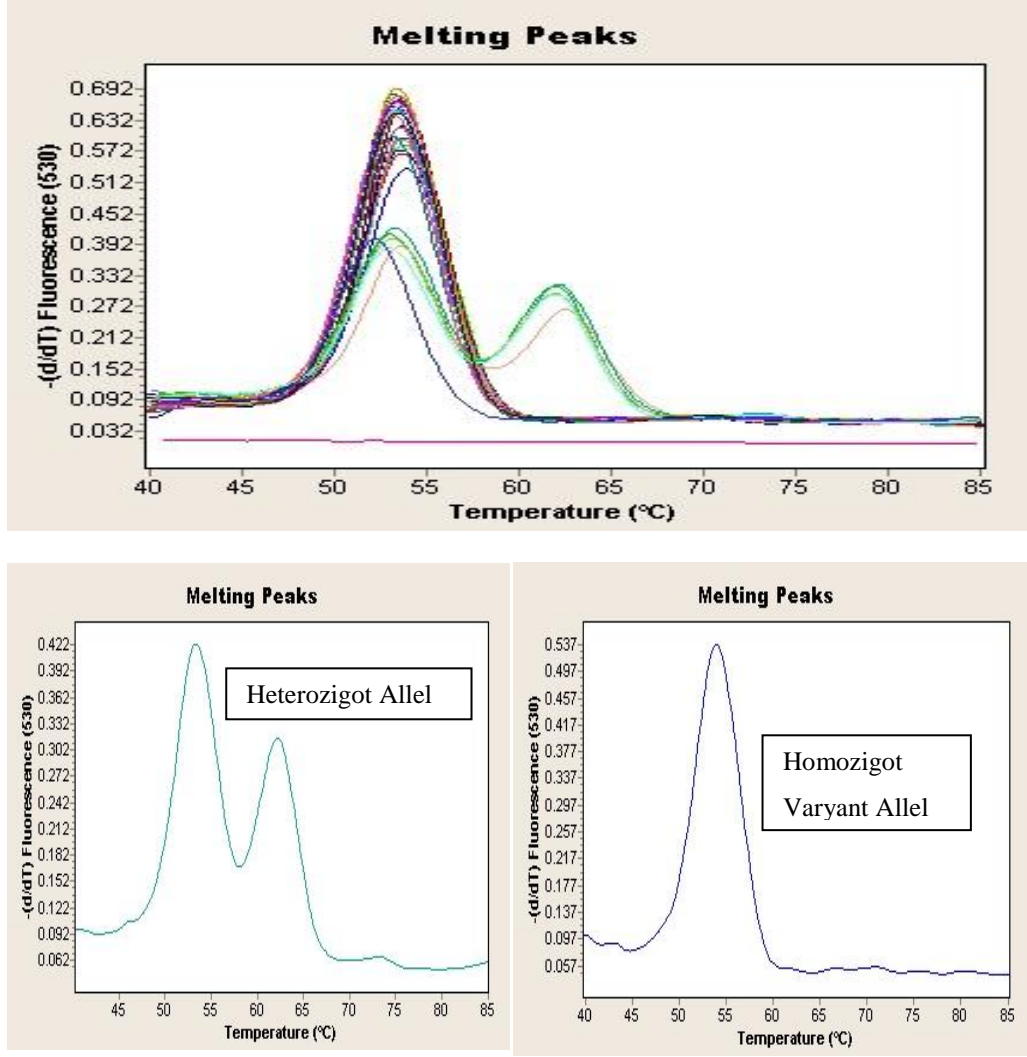 Melting Peaks
-(d/dT) Fluorescence (530)
0.692
0.632
0.572
0.512
0.452
0.392
0.332
0.272
0.212
0.152
0.092
0.032
40 45 50 55 60 65 70 75 80 85
Temperature (°C)
Melting Peaks
-(d/dT) Fluorescence (530)
0.422
0.392
0.362
0.332
0.302
0.272
0.242
0.212
0.182
0.152
0.122
0.092
0.062
Heterozigot Allel
45 50 55 60 65 70 75 80 85
Temperature (°C)
Melting Peaks
-(d/dT) Fluorescence (530)
0.537
0.497
0.457
0.417
0.377
0.337
0.297
0.257
0.217
0.177
0.137
0.097
0.057
Homozigot
Varyant Allel
40 45 50 55 60 65 70 75 80 85
Temperature (°C)